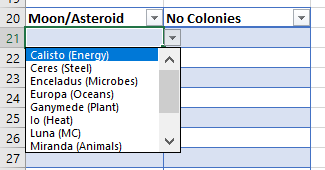 20 Moon/Asteroid No Colonies
21
Calisto (Energy)
22 Ceres (Steel)
Enceladus (Microbes)
23 Europa (Oceans)
24 Ganymede (Plant)
25 Io (Heat)
Luna (MC)
26 Miranda (Animals)
27